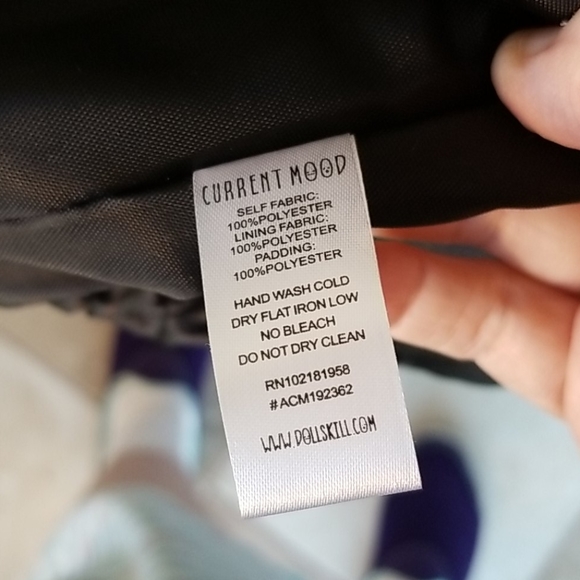 CURRENT MOOD
SELF FABRIC:
100%POLYESTER
LINING FABRIC:
100%POLYESTER
PADDING:
100%POLYESTER
HAND WASH COLD
DRY FLAT IRON LOW
NO BLEACH
DO NOT DRY CLEAN
RN102181958
#ACM192362
WWW.DOLLSKILL.COM